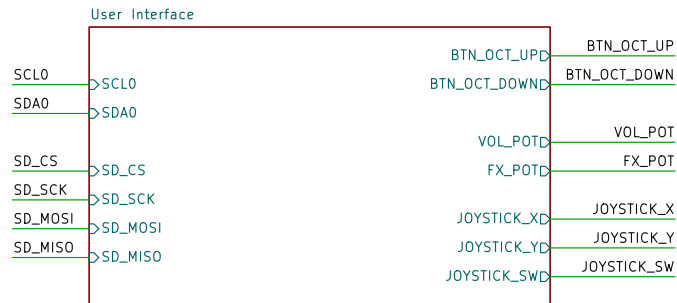 User Interface
BTN_OCT_UP
BTN_OCT_UP
BTN_OCT_DOWN
BTN_OCT_DOWN
SCL0
SCL0
SDA0
SDA0
VOL_POT
VOL_POT
FX_POT
FX_POT
SD_CS
SD_CS
SD_SCK
SD_SCK
SD_MOSI
SD_MOSI
SD_MISO
SD_MISO
JOYSTICK_X
JOYSTICK_X
JOYSTICK_Y
JOYSTICK_Y
JOYSTICK_SW
JOYSTICK_SW